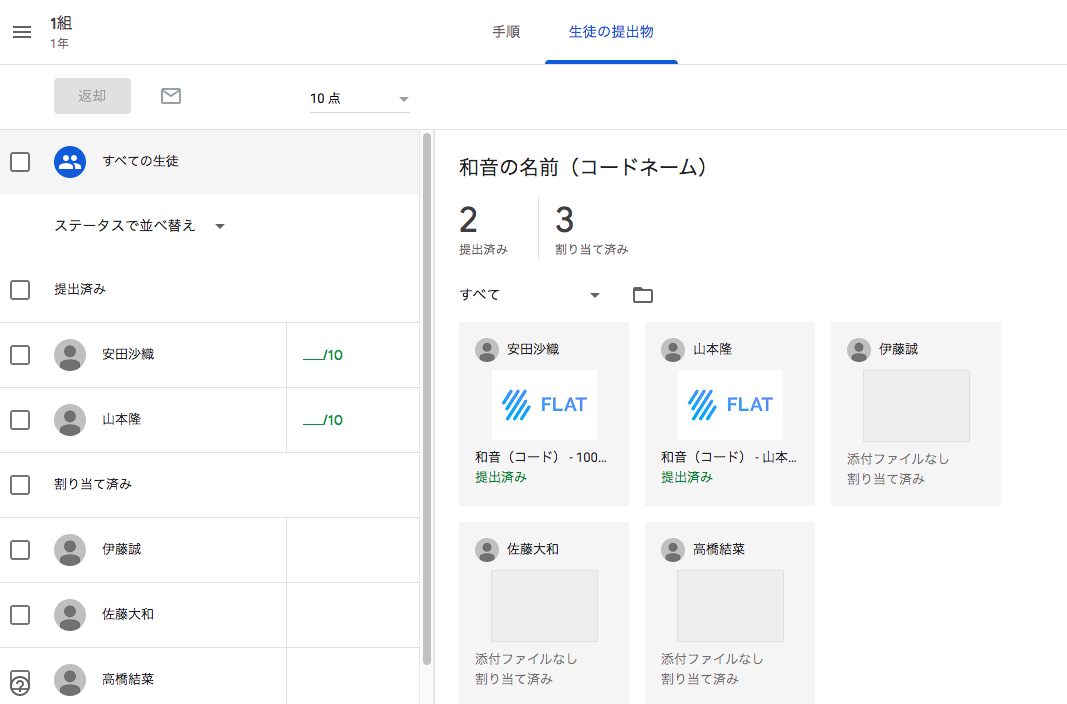 1組
1年
手順
生徒の提出物
返却
10 点
すべての生徒
ステータスで並べ替え
提出済み
安田沙織
__/10
山本隆
__/10
割り当て済み
伊藤誠
佐藤大和
高橋結菜
和音の名前（コードネーム）
2
提出済み
3
割り当て済み
すべて
安田沙織
FLAT
和音（コード） - 100...
提出済み
山本隆
FLAT
和音（コード） - 山本...
提出済み
伊藤誠
添付ファイルなし
割り当て済み
佐藤大和
添付ファイルなし
割り当て済み
高橋結菜
添付ファイルなし
割り当て済み